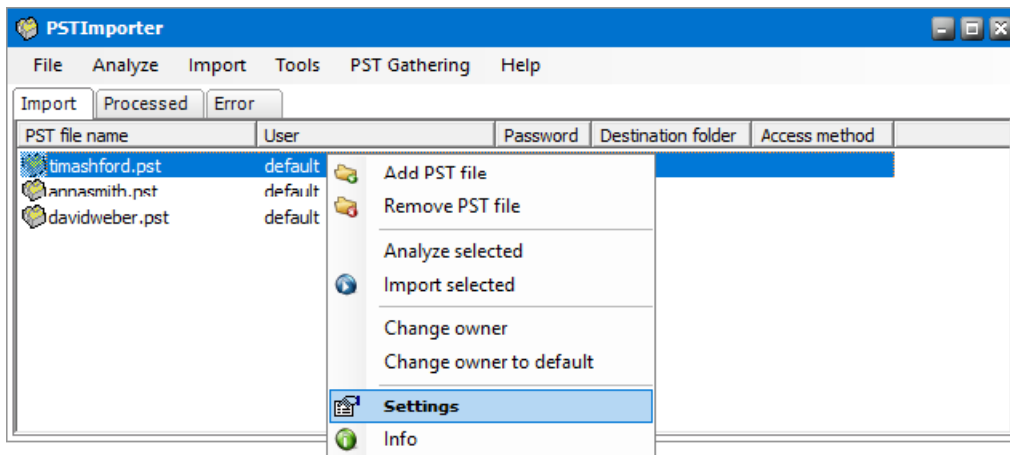 PSTImporter
File Analyze Import Tools PST Gathering Help
Import Processed Error
PST file name User Password Destination folder Access method
timashford.pst default
annasmith.pst default
davidweber.pst default
Add PST file
Remove PST file
Analyze selected
Import selected
Change owner
Change owner to default
Settings
Info